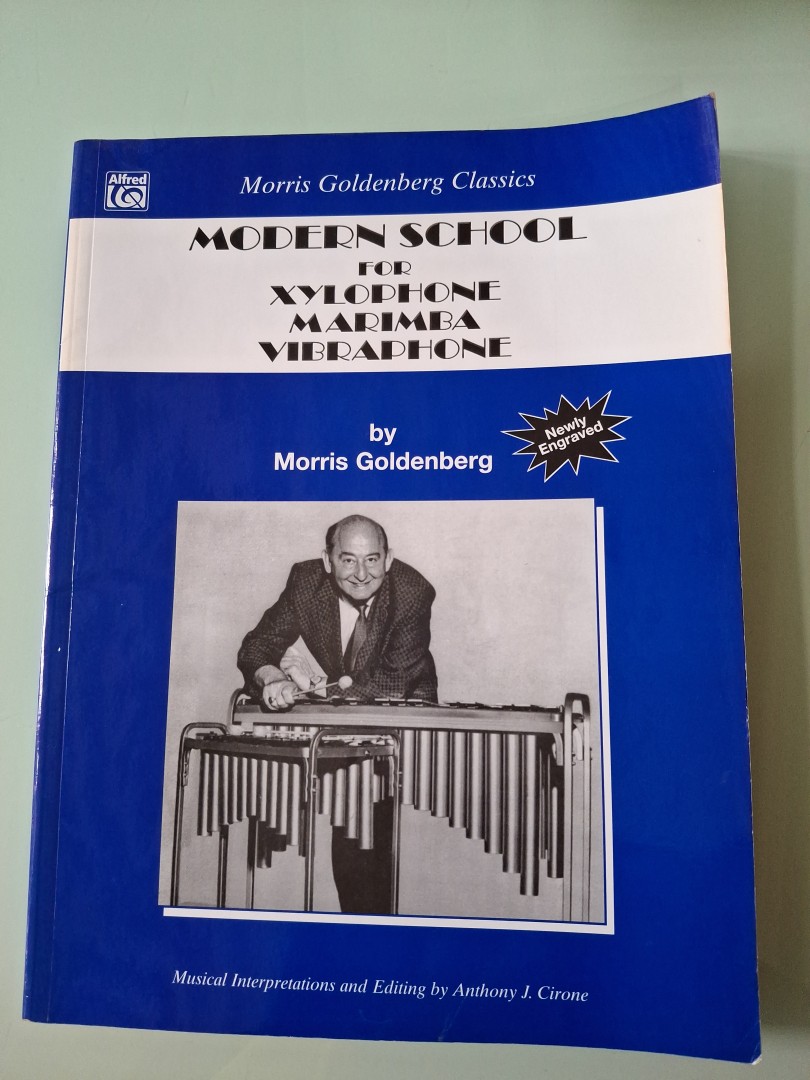 Alfred
Morris Goldenberg Classics
MODERN SCHOOL
FOR
XYLOPHONE
MARIMBA
VIBRAPHONE
by
Morris Goldenberg
Newly
Engraved
Musical Interpretations and Editing by Anthony J. Cirone